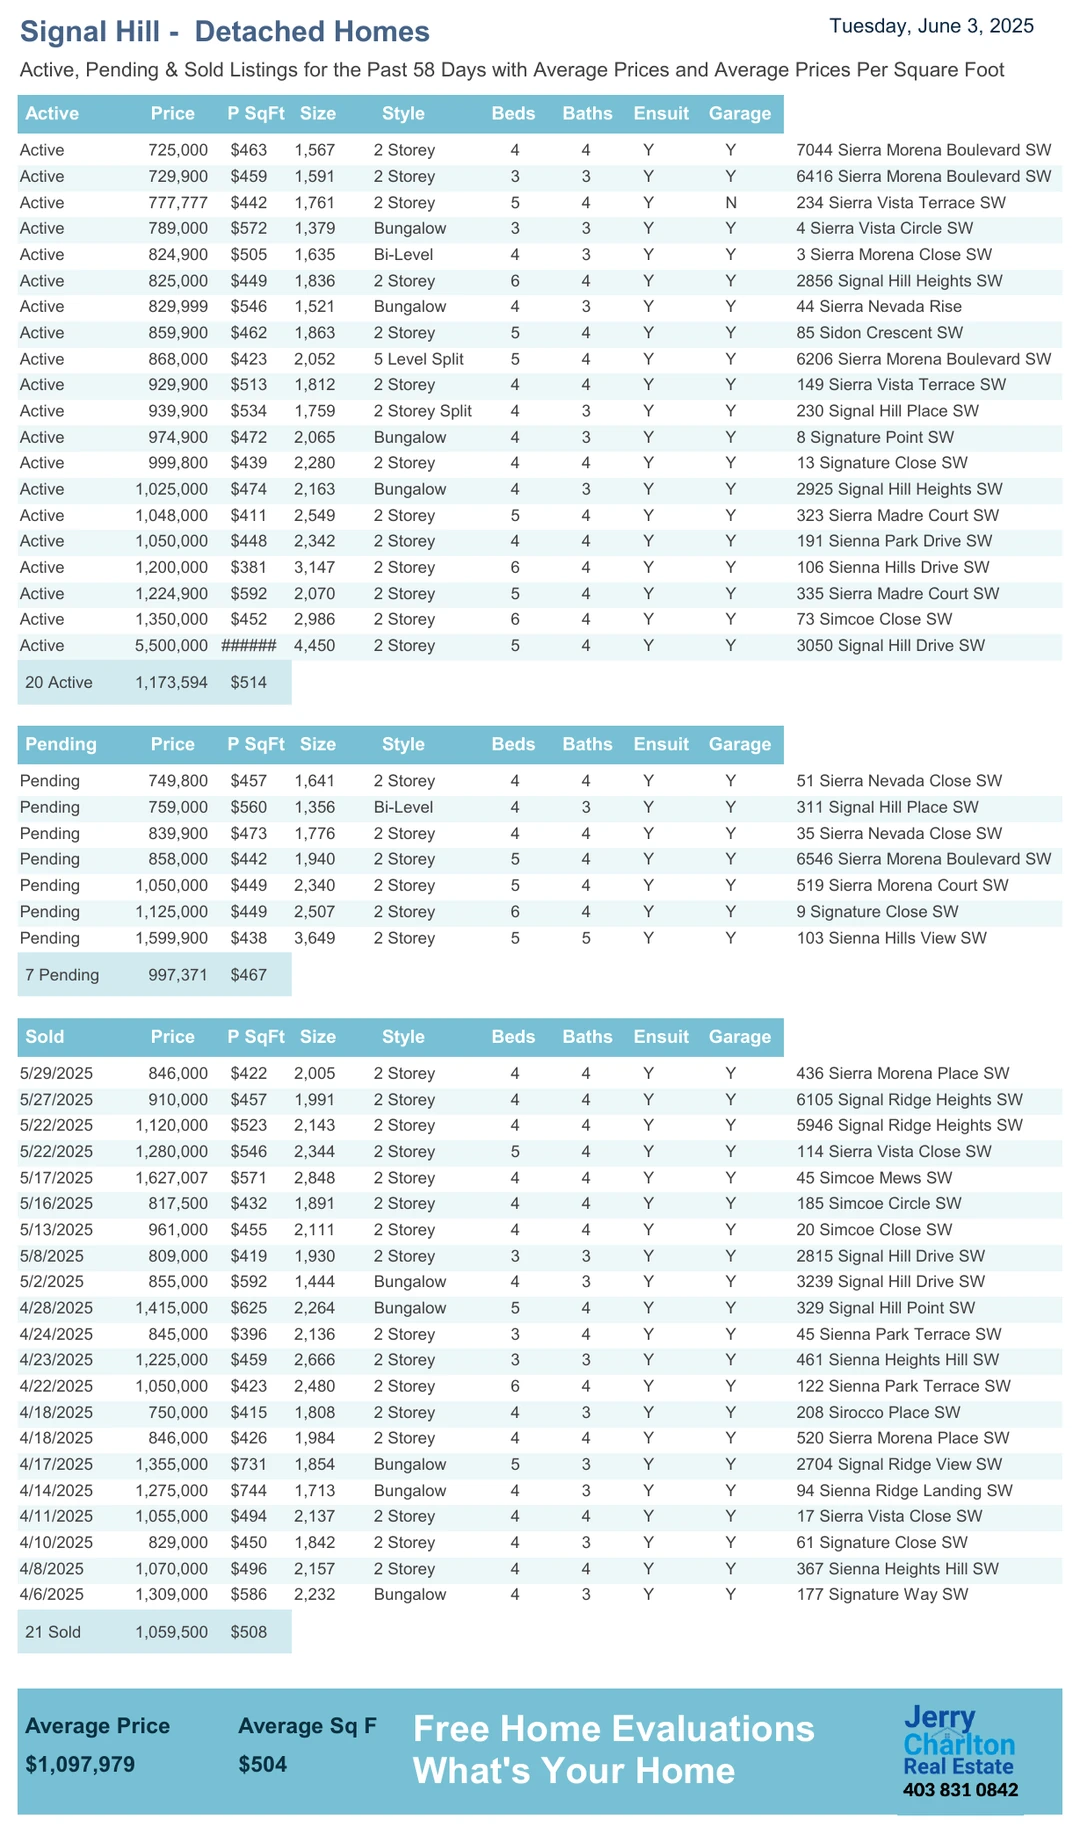 Signal Hill - Detached Homes
Tuesday, June 3, 2025
Active, Pending & Sold Listings for the Past 58 Days with Average Prices and Average Prices Per Square Foot
Active Price P SqFt Size Style Beds Baths Ensuit Garage
Active 725,000 $463 1,567 2 Storey 4 4 Y Y 7044 Sierra Morena Boulevard SW
Active 729,900 $459 1,591 2 Storey 3 3 Y Y 6416 Sierra Morena Boulevard SW
Active 777,777 $442 1,761 2 Storey 5 4 Y N 234 Sierra Vista Terrace SW
Active 789,000 $572 1,379 Bungalow 3 3 Y Y 4 Sierra Vista Circle SW
Active 824,900 $505 1,635 Bi-Level 4 3 Y Y 3 Sierra Morena Close SW
Active 825,000 $449 1,836 2 Storey 6 4 Y Y 2856 Signal Hill Heights SW
Active 829,999 $546 1,521 Bungalow 4 3 Y Y 44 Sierra Nevada Rise
Active 859,900 $462 1,863 2 Storey 5 4 Y Y 85 Sidon Crescent SW
Active 868,000 $423 2,052 5 Level Split 5 4 Y Y 6206 Sierra Morena Boulevard SW
Active 929,900 $513 1,812 2 Storey 4 4 Y Y 149 Sierra Vista Terrace SW
Active 939,900 $534 1,759 2 Storey Split 4 3 Y Y 230 Signal Hill Place SW
Active 974,900 $472 2,065 Bungalow 4 3 Y Y 8 Signature Point SW
Active 999,800 $439 2,280 2 Storey 4 4 Y Y 13 Signature Close SW
Active 1,025,000 $474 2,163 Bungalow 4 3 Y Y 2925 Signal Hill Heights SW
Active 1,048,000 $411 2,549 2 Storey 5 4 Y Y 323 Sierra Madre Court SW
Active 1,050,000 $448 2,342 2 Storey 4 4 Y Y 191 Sienna Park Drive SW
Active 1,200,000 $381 3,147 2 Storey 6 4 Y Y 106 Sienna Hills Drive SW
Active 1,224,900 $592 2,070 2 Storey 5 4 Y Y 335 Sierra Madre Court SW
Active 1,350,000 $452 2,986 2 Storey 6 4 Y Y 73 Simcoe Close SW
Active 5,500,000 ###### 4,450 2 Storey 5 4 Y Y 3050 Signal Hill Drive SW
20 Active 1,173,594 $514
Pending Price P SqFt Size Style Beds Baths Ensuit Garage
Pending 749,800 $457 1,641 2 Storey 4 4 Y Y 51 Sierra Nevada Close SW
Pending 759,000 $560 1,356 Bi-Level 4 3 Y Y 311 Signal Hill Place SW
Pending 839,900 $473 1,776 2 Storey 4 4 Y Y 35 Sierra Nevada Close SW
Pending 858,000 $442 1,940 2 Storey 5 4 Y Y 6546 Sierra Morena Boulevard SW
Pending 1,050,000 $449 2,340 2 Storey 5 4 Y Y 519 Sierra Morena Court SW
Pending 1,125,000 $449 2,507 2 Storey 6 4 Y Y 9 Signature Close SW
Pending 1,599,900 $438 3,649 2 Storey 5 5 Y Y 103 Sienna Hills View SW
7 Pending 997,371 $467
Sold Price P SqFt Size Style Beds Baths Ensuit Garage
5/29/2025 846,000 $422 2,005 2 Storey 4 4 Y Y 436 Sierra Morena Place SW
5/27/2025 910,000 $457 1,991 2 Storey 4 4 Y Y 6105 Signal Ridge Heights SW
5/22/2025 1,120,000 $523 2,143 2 Storey 4 4 Y Y 5946 Signal Ridge Heights SW
5/22/2025 1,280,000 $546 2,344 2 Storey 5 4 Y Y 114 Sierra Vista Close SW
5/17/2025 1,627,007 $571 2,848 2 Storey 4 4 Y Y 45 Simcoe Mews SW
5/16/2025 817,500 $432 1,891 2 Storey 4 4 Y Y 185 Simcoe Circle SW
5/13/2025 961,000 $455 2,111 2 Storey 4 4 Y Y 20 Simcoe Close SW
5/8/2025 809,000 $419 1,930 2 Storey 3 3 Y Y 2815 Signal Hill Drive SW
5/2/2025 855,000 $592 1,444 Bungalow 4 3 Y Y 3239 Signal Hill Drive SW
4/28/2025 1,415,000 $625 2,264 Bungalow 5 4 Y Y 329 Signal Hill Point SW
4/24/2025 845,000 $396 2,136 2 Storey 3 4 Y Y 45 Sienna Park Terrace SW
4/23/2025 1,225,000 $459 2,666 2 Storey 3 3 Y Y 461 Sienna Heights Hill SW
4/22/2025 1,050,000 $423 2,480 2 Storey 6 4 Y Y 122 Sienna Park Terrace SW
4/18/2025 750,000 $415 1,808 2 Storey 4 3 Y Y 208 Sirocco Place SW
4/18/2025 846,000 $426 1,984 2 Storey 4 4 Y Y 520 Sierra Morena Place SW
4/17/2025 1,355,000 $731 1,854 Bungalow 5 3 Y Y 2704 Signal Ridge View SW
4/14/2025 1,275,000 $744 1,713 Bungalow 4 3 Y Y 94 Sienna Ridge Landing SW
4/11/2025 1,055,000 $494 2,137 2 Storey 4 4 Y Y 17 Sierra Vista Close SW
4/10/2025 829,000 $450 1,842 2 Storey 4 3 Y Y 61 Signature Close SW
4/8/2025 1,070,000 $496 2,157 2 Storey 4 4 Y Y 367 Sienna Heights Hill SW
4/6/2025 1,309,000 $586 2,232 Bungalow 4 3 Y Y 177 Signature Way SW
21 Sold 1,059,500 $508
Average Price Average Sq F
$1,097,979 $504
Free Home Evaluations
What's Your Home
Jerry
Charlton
Real Estate
403 831 0842